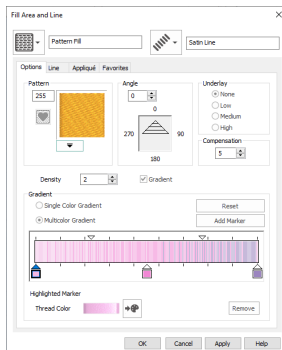 Fill Area and Line
Pattern Fill
Satin Line
Options Line Appliqué Favorites
Pattern
255
Angle
0
0
270 90
180
Underlay
None
Low
Medium
High
Compensation
5
Density 2 Gradient
Gradient
Single Color Gradient Reset
Multicolor Gradient Add Marker
Highlighted Marker
Thread Color Remove
OK Cancel Apply Help